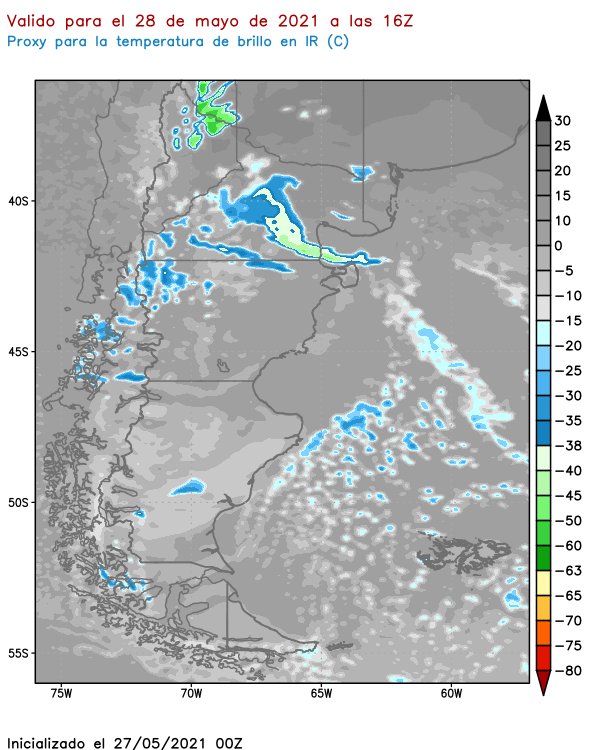 Valido para el 28 de mayo de 2021 a las 16Z
Proxy para la temperatura de brillo en IR (C)
30
25
20
15
10
0
−5
−10
−15
−20
−25
−30
−35
−38
−40
−45
−50
−60
−63
−65
−70
−75
−80
40S
45S
50S
55S
75W
70W
65W
60W
Inicializado el 27/05/2021 00Z